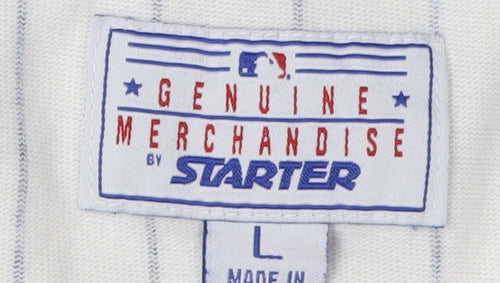 GENUINE
MERCHANDISE
BY STARTER
L
MADE IN